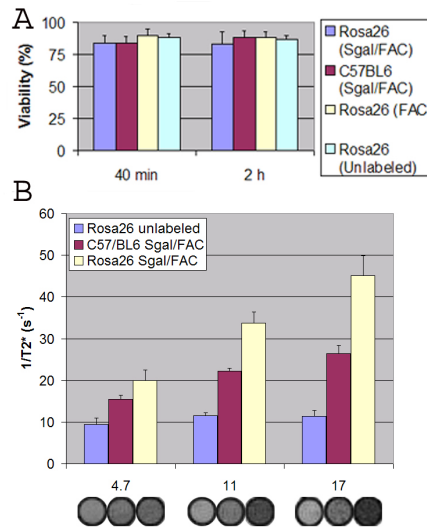 A
Viability (%)
100
75
50
25
0
40 min
2 h
Rosa26
(Sgal/FAC)
C57BL6
(Sgal/FAC)
Rosa26 (FAC
Rosa26
(Unlabeled)
B
1/T2* (s-1)
60
50
40
30
20
10
0
Rosa26 unlabeled
C57/BL6 Sgal/FAC
Rosa26 Sgal/FAC
4.7
11
17